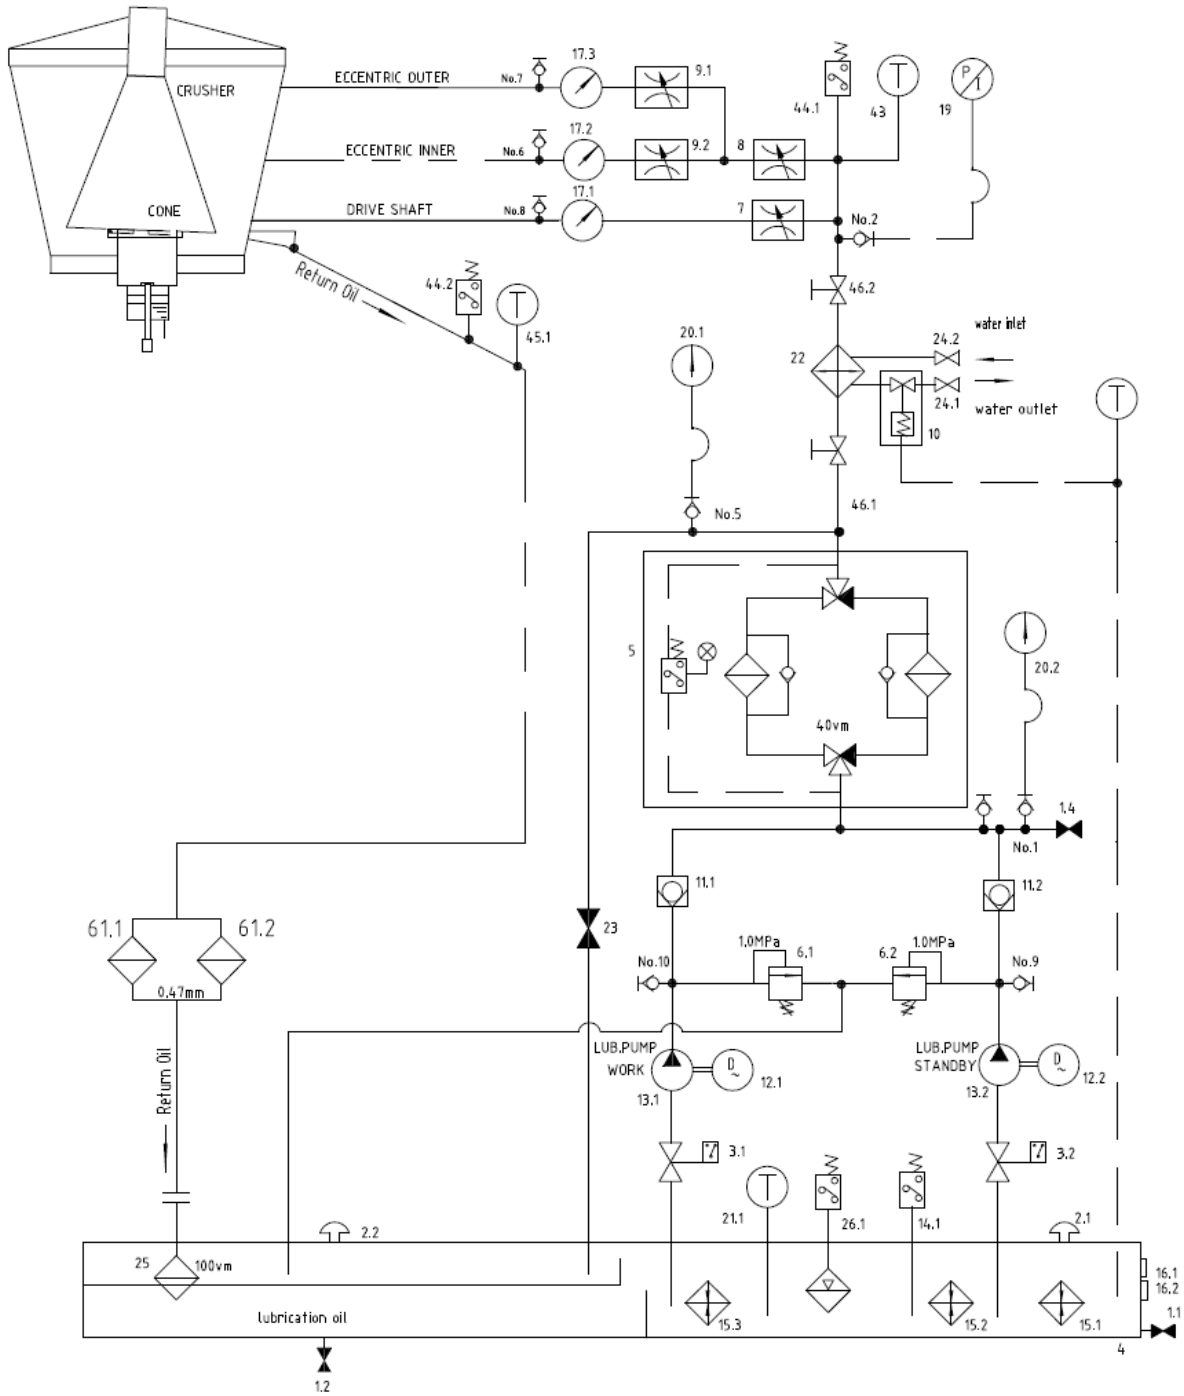 17.3
9.1
ECCENTRIC OUTER
No.7
CRUSHER
44.1
43
P
I
T
19
17.2
9.2
8
ECCENTRIC INNER
No.6
17.1
7
DRIVE SHAFT
No.8
CONE
No.2
Return Oil
44.2
T
45.1
46.2
20.1
22
water inlet
24.2
24.1
water outlet
10
T
46.1
No.5
5
20.2
40vm
1.4
No.1
11.1
11.2
61.1
61.2
23
1.0MPa
6.1
6.2
1.0MPa
No.10
No.9
0.47mm
LUB.PUMP
WORK
D
~
12.1
13.1
LUB.PUMP
STANDBY
D
~
12.2
13.2
Return Oil
3.1
3.2
T
21.1
26.1
14.1
2.2
2.1
25
100vm
16.1
16.2
1.1
lubrication oil
15.3
15.2
15.1
4
1.2